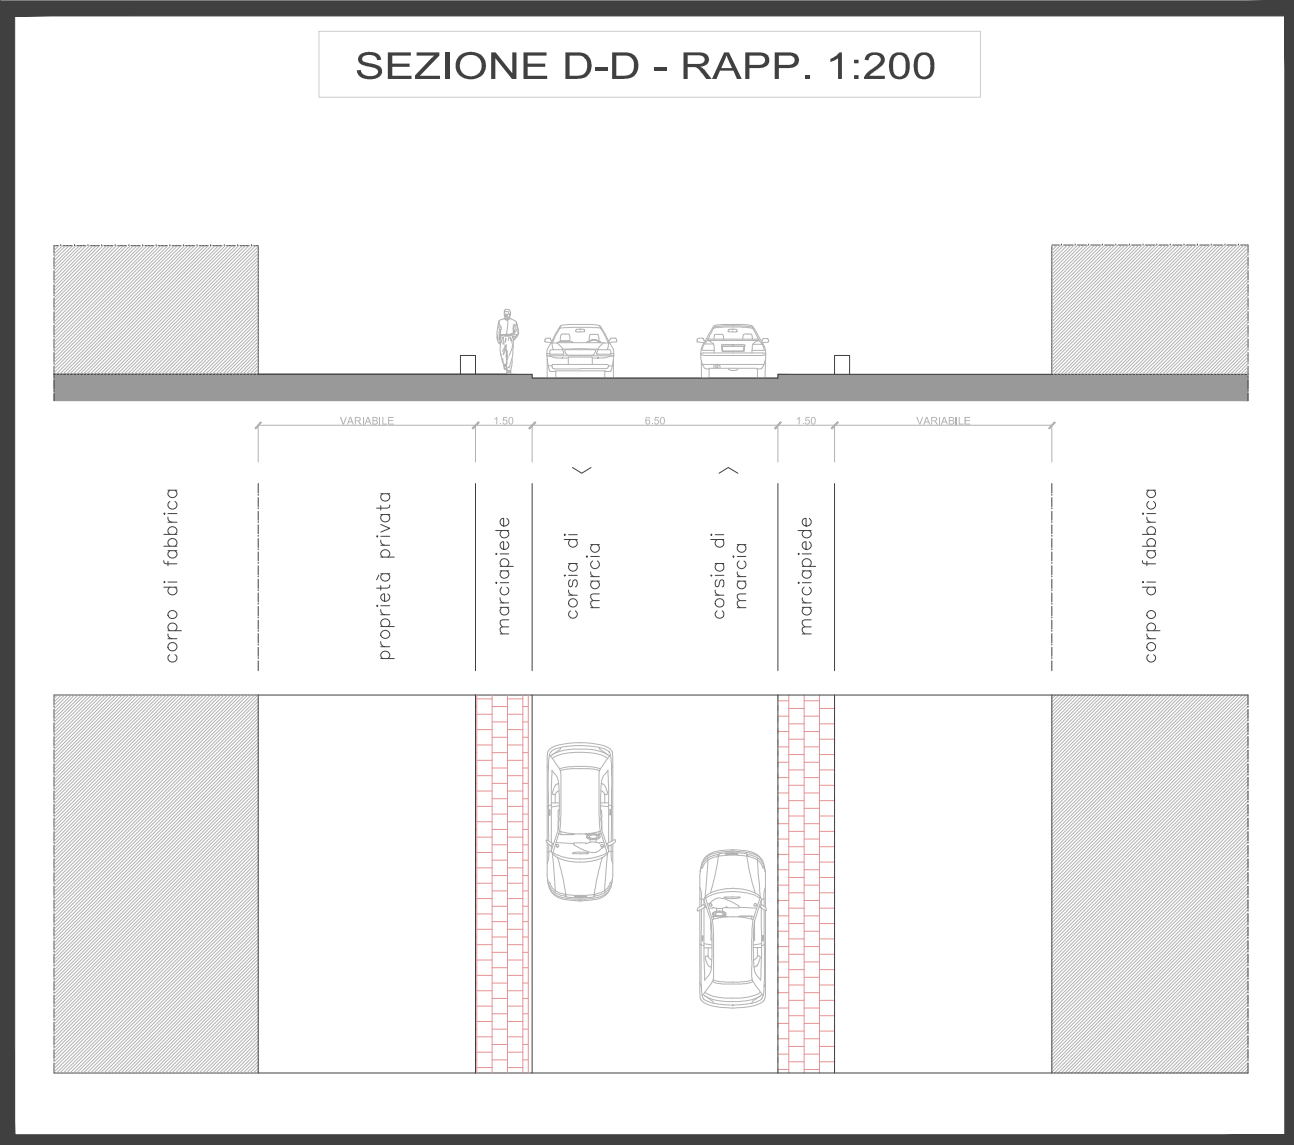 SEZIONE D-D - RAPP. 1:200
VARIABILE
1.50
6.50
1.50
VARIABILE
corpo di fabbrica
proprietà privata
marciapiede
corsia di
marcia
corsia di
marcia
marciapiede
corpo di fabbrica